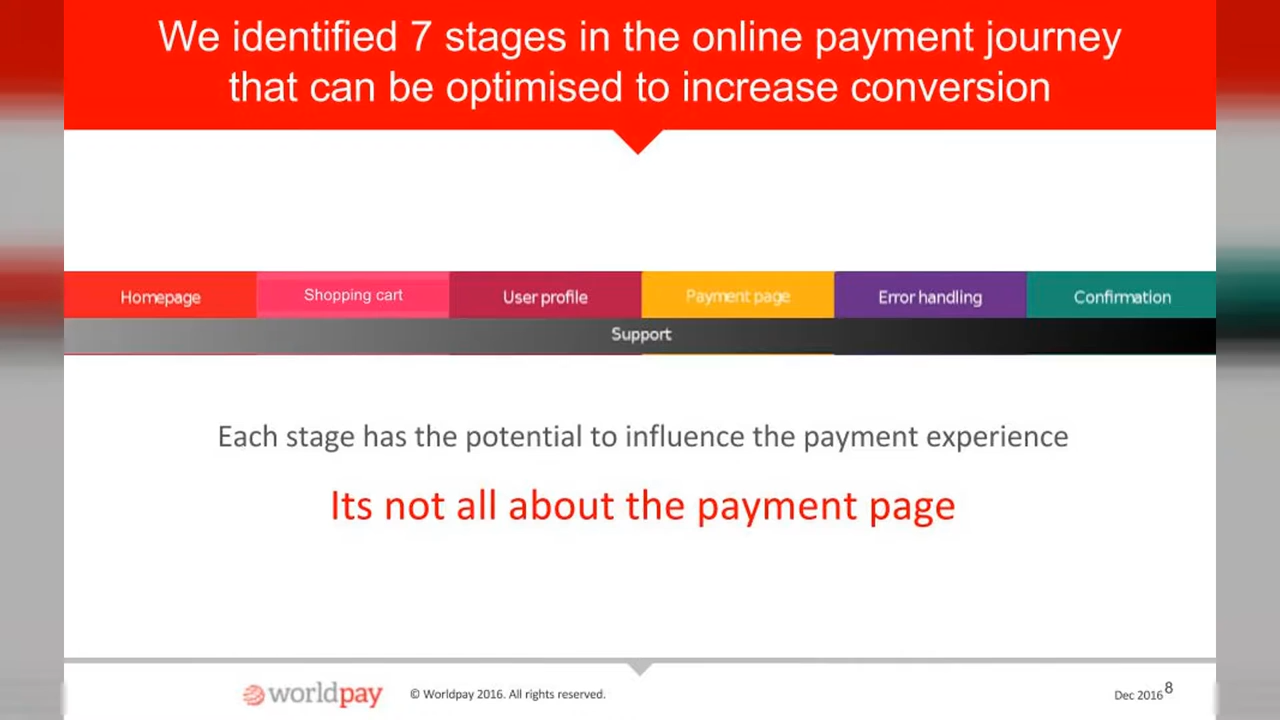 We identified 7 stages in the online payment journey
that can be optimised to increase conversion
Homepage Shopping cart User profile Payment page Error handling Confirmation
Support
Each stage has the potential to influence the payment experience
Its not all about the payment page
worldpay © Worldpay 2016. All rights reserved. Dec 2016 8